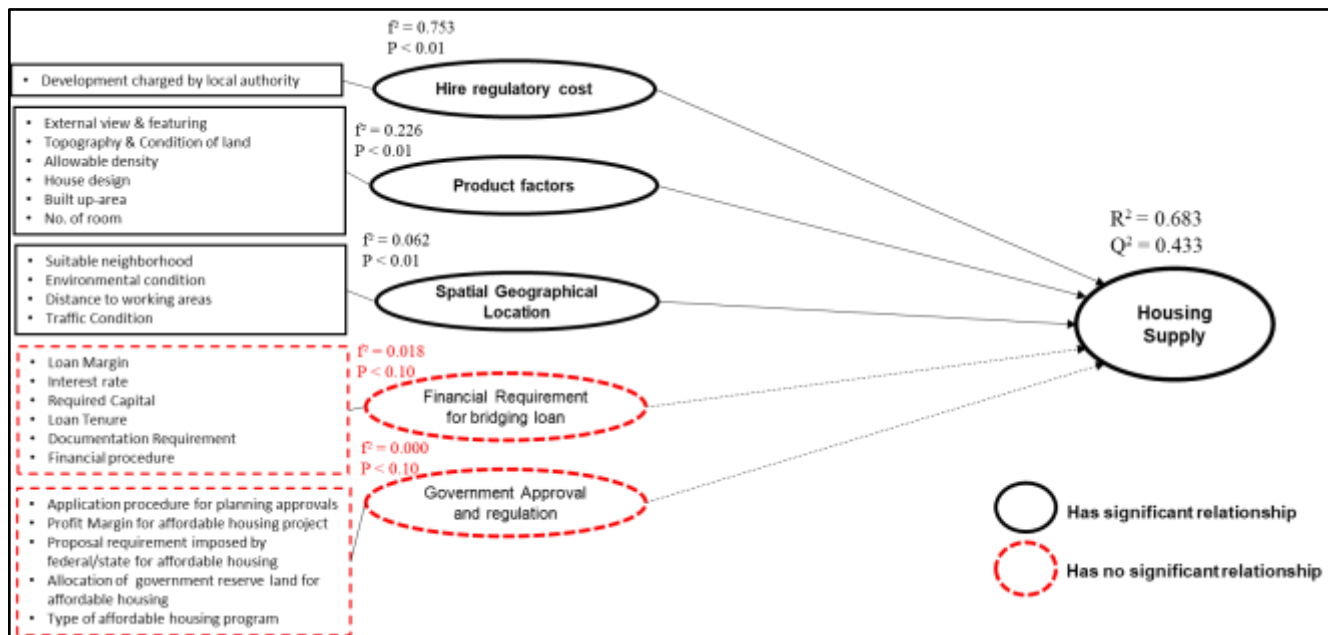 f² = 0.753
P < 0.01
• Development charged by local authority
Hire regulatory cost
• External view & featuring
• Topography & Condition of land
• Allowable density
• House design
• Built up-area
• No. of room
f² = 0.226
P < 0.01
Product factors
R² = 0.683
Q² = 0.433
f² = 0.062
P < 0.01
• Suitable neighborhood
• Environmental condition
• Distance to working areas
• Traffic Condition
Spatial Geographical
Location
Housing
Supply
f² = 0.018
P < 0.10
• Loan Margin
• Interest rate
• Required Capital
• Loan Tenure
• Documentation Requirement
• Financial procedure
Financial Requirement
for bridging loan
f² = 0.000
P < 0.10
• Application procedure for planning approvals
• Profit Margin for affordable housing project
• Proposal requirement imposed by
federal/state for affordable housing
• Allocation of government reserve land for
affordable housing
• Type of affordable housing program
Government Approval
and regulation
Has significant relationship
Has no significant relationship